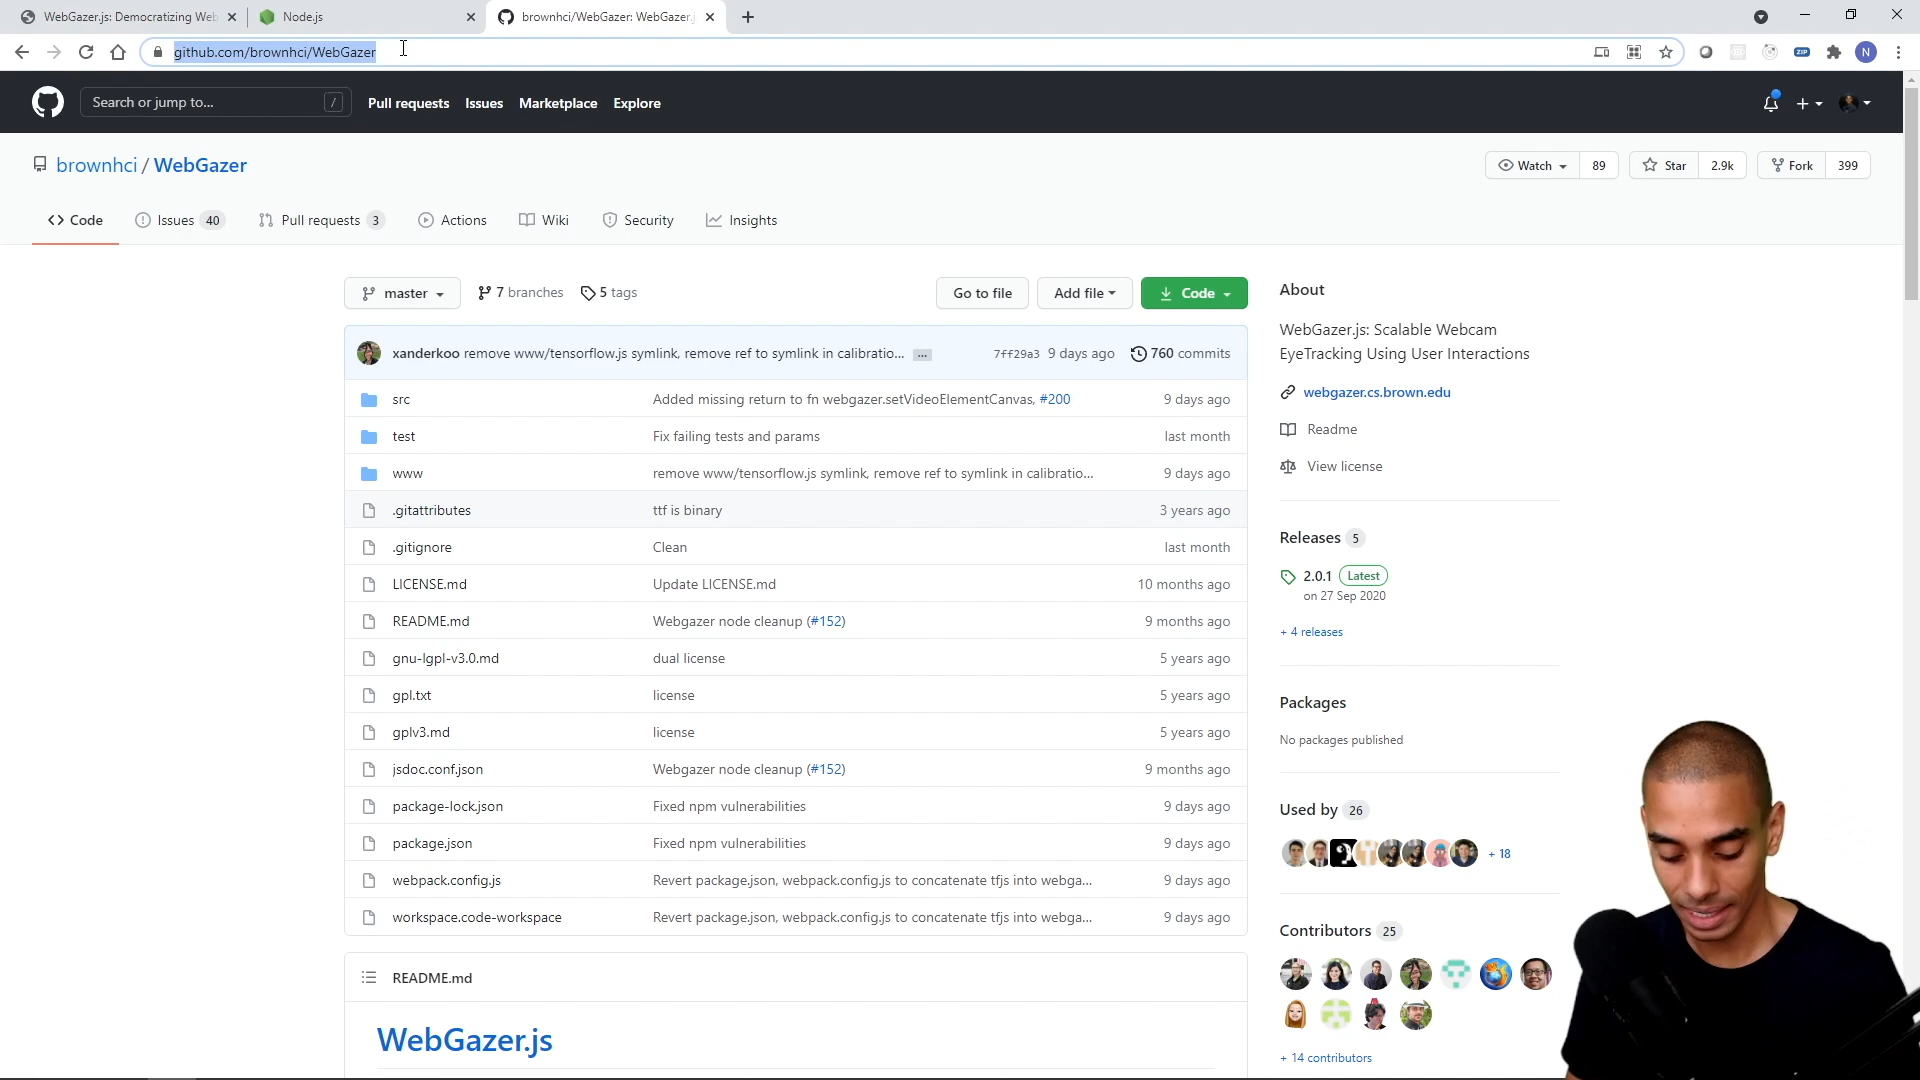 WebGazer.js: Democratizing Web
Node.js
brownhci/WebGazer: WebGazer.j
github.com/brownhci/WebGazer
ZIP
N
Search or jump to...
/
Pull requests
Issues
Marketplace
Explore
brownhci / WebGazer
Watch
89
Star
2.9k
Fork
399
Code
Issues 40
Pull requests 3
Actions
Wiki
Security
Insights
master
7 branches
5 tags
Go to file
Add file
Code
xanderkoo remove www/tensorflow.js symlink, remove ref to symlink in calibratio... ... 7ff29a3 9 days ago 760 commits
src Added missing return to fn webgazer.setVideoElementCanvas, #200 9 days ago
test Fix failing tests and params last month
www remove www/tensorflow.js symlink, remove ref to symlink in calibratio... 9 days ago
.gitattributes ttf is binary 3 years ago
.gitignore Clean last month
LICENSE.md Update LICENSE.md 10 months ago
README.md Webgazer node cleanup (#152) 9 months ago
gnu-lgpl-v3.0.md dual license 5 years ago
gpl.txt license 5 years ago
gplv3.md license 5 years ago
jsdoc.conf.json Webgazer node cleanup (#152) 9 months ago
package-lock.json Fixed npm vulnerabilities 9 days ago
package.json Fixed npm vulnerabilities 9 days ago
webpack.config.js Revert package.json, webpack.config.js to concatenate tfjs into webga... 9 days ago
workspace.code-workspace Revert package.json, webpack.config.js to concatenate tfjs into webga... 9 days ago
README.md
WebGazer.js
About
WebGazer.js: Scalable Webcam
EyeTracking Using User Interactions
webgazer.cs.brown.edu
Readme
View license
Releases 5
2.0.1 Latest
on 27 Sep 2020
+ 4 releases
Packages
No packages published
Used by 26
+ 18
Contributors 25
+ 14 contributors